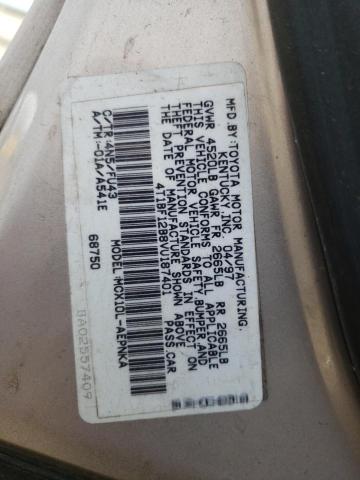 MFD.BY:TOYOTA MOTOR MANUFACTURING,
KENTUCKY, INC. 04/97
GVWR 4520LB GAWR FR 2665LB RR 2665LB
THIS VEHICLE CONFORMS TO ALL APPLICABLE
FEDERAL MOTOR VEHICLE SAFETY,BUMPER,AND
THEFT PREVENTION STANDARDS IN EFFECT ON
THE DATE OF MANUFACTURE SHOWN ABOVE.
4T1BF12B8VU187401 PASS.CAR
C/TR:4N5/FU43 MODEL:MCX10L-AEPNKA
A/TM:-01A/A541E
68750
BA02557409